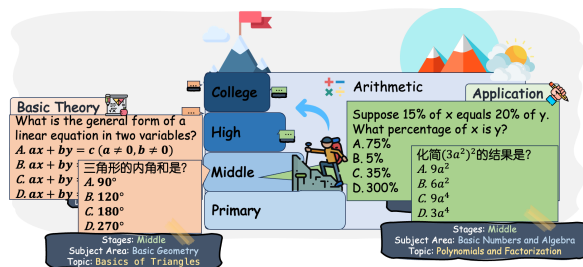 Basic Theory
What is the general form of a
linear equation in two variables?
A. ax + by = c (a ≠ 0, b ≠ 0)
B. ax + by =
C. ax + by
D. ax + by
三角形的内角和是?
A. 90°
B. 120°
C. 180°
D. 270°
Stages: Middle
Subject Area: Basic Geometry
Topic: Basics of Triangles
College
High
Middle
Primary
Arithmetic
Application
Suppose 15% of x equals 20% of y.
What percentage of x is y?
A. 75%
B. 5%
C. 35%
D. 300%
化简(3a²)²的结果是?
A. 9a²
B. 6a²
C. 9a⁴
D. 3a⁴
Stages: Middle
Subject Area: Basic Numbers and Algebra
Topic: Polynomials and Factorization